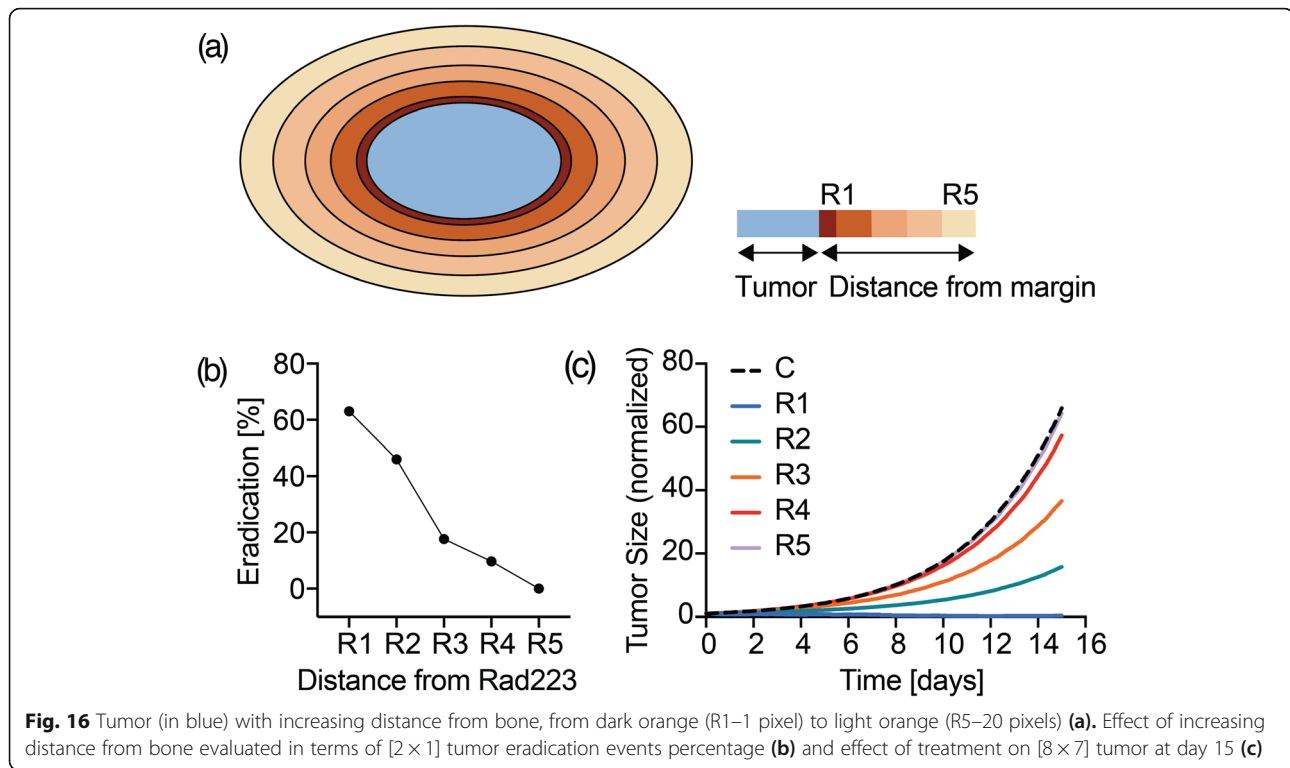 (a)
R1 R5
Tumor Distance from margin
(b)
80
60
40
20
0
Eradication [%]
R1 R2 R3 R4 R5
Distance from Rad223
(c)
80
60
40
20
0
Tumor Size (normalized)
C
R1
R2
R3
R4
R5
0 2 4 6 8 10 12 14 16
Time [days]
Fig. 16 Tumor (in blue) with increasing distance from bone, from dark orange (R1–1 pixel) to light orange (R5–20 pixels) (a). Effect of increasing
distance from bone evaluated in terms of [2 × 1] tumor eradication events percentage (b) and effect of treatment on [8 × 7] tumor at day 15 (c)